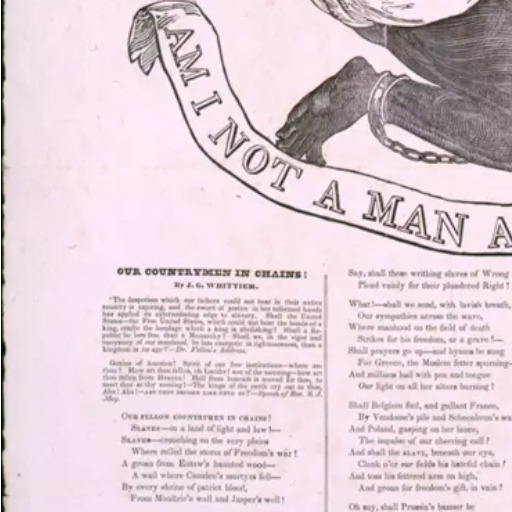 AM I NOT A MAN A
OUR COUNTRYMEN IN CHAINS!
By J. G. WHITTIER.
"The despotism which our fathers could not bear in their native
country is expiring, and the sword of justice in her reformed hands
has applied its exterminating edge to slavery. Shall the United
States—the Free United States, which could not bear the bonds of a
king, cradle the bondage which a king is abolishing? Shall a Re-
public be less free than a Monarchy? Shall we, in the vigor and
buoyancy of our manhood, be less energetic in righteousness, than a
kingdom in its age?"—Dr. Follen's Address.
Genius of America! Spirit of our free institutions—where art
thou? How art thou fallen, oh Lucifer! son of the morning—how art
thou fallen from Heaven! Hell from beneath is moved for thee, to
meet thee at thy coming!—The kings of the earth cry out to thee,
Aha! Aha!—ART THOU BECOME LIKE UNTO US?—Speech of Rev. S. J.
May.
OUR FELLOW COUNTRYMEN IN CHAINS!
SLAVES—in a land of light and law!—
SLAVES—crouching on the very plains
Where rolled the storm of Freedom's war!
A groan from Eutaw's haunted wood—
A wail where Camden's martyrs fell—
By every shrine of patriot blood,
From Moultrie's wall and Jasper's well!
Say, shall these writhing slaves of Wrong
Plead vainly for their plundered Right?
What!—shall we send, with lavish breath,
Our sympathies across the wave,
Where manhood on the field of death
Strikes for his freedom, or a grave!—
Shall prayers go up—and hymns be sung
For Greece, the Moslem fetter spurning—
And millions hail with pen and tongue
Our light on all her altars burning!
Shall Belgium feel, and gallant France,
By Vendome's pile and Schoenbrun's wa
And Poland, gasping on her lance,
The impulse of our cheering call?
And shall the SLAVE, beneath our eye,
Clank o'er our fields his hateful chain?
And toss his fettered arm on high,
And groan for freedom's gift, in vain?
Oh say, shall Prussia's banner be